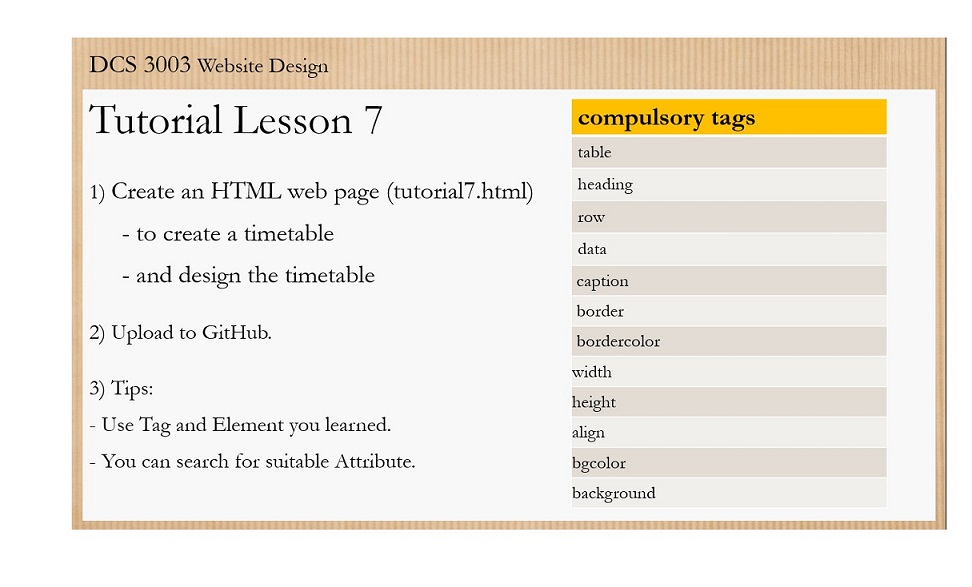 DCS 3003 Website Design
Tutorial Lesson 7
1) Create an HTML web page (tutorial7.html)
- to create a timetable
- and design the timetable
2) Upload to GitHub.
3) Tips:
- Use Tag and Element you learned.
- You can search for suitable Attribute.
compulsory tags
table
heading
row
data
caption
border
bordercolor
width
height
align
bgcolor
background